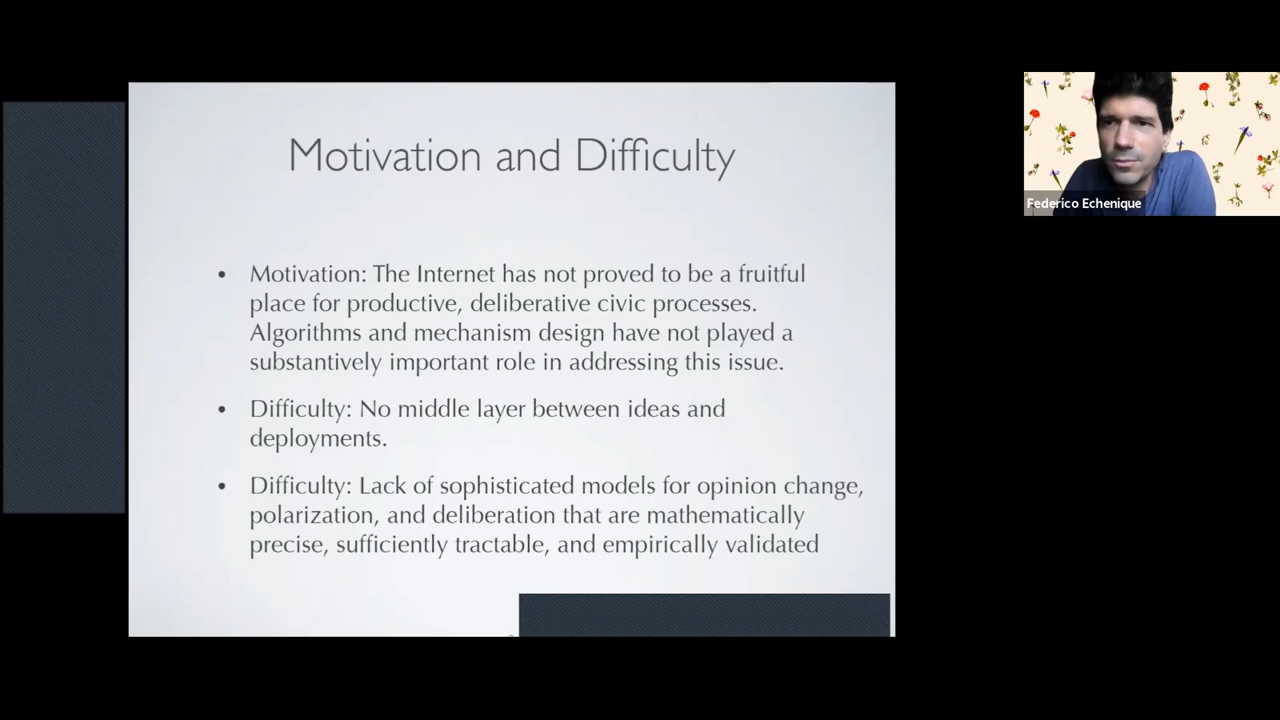 Motivation and Difficulty
• Motivation: The Internet has not proved to be a fruitful
place for productive, deliberative civic processes.
Algorithms and mechanism design have not played a
substantively important role in addressing this issue.
• Difficulty: No middle layer between ideas and
deployments.
• Difficulty: Lack of sophisticated models for opinion change,
polarization, and deliberation that are mathematically
precise, sufficiently tractable, and empirically validated
Federico Echenique